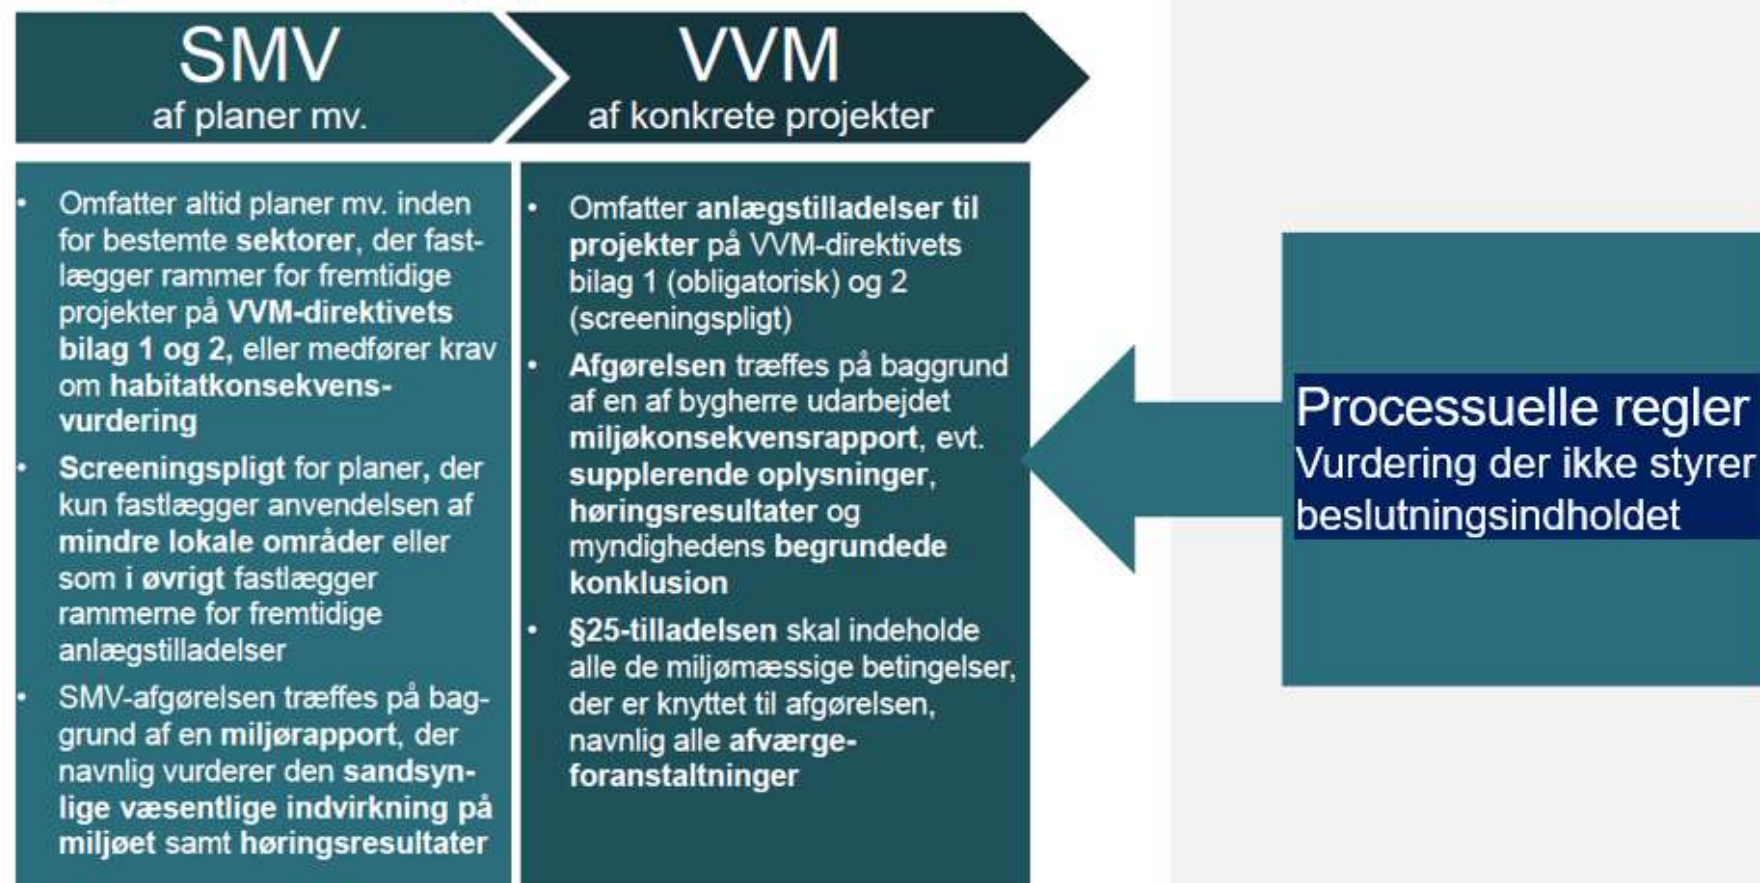 SMV
af planer mv.
VVM
af konkrete projekter
• Omfatter altid planer mv. inden
for bestemte sektorer, der fast-
lægger rammer for fremtidige
projekter på VVM-direktivets
bilag 1 og 2, eller medfører krav
om habitatkonsekvens-
vurdering
• Screeningspligt for planer, der
kun fastlægger anvendelsen af
mindre lokale områder eller
som i øvrigt fastlægger
rammerne for fremtidige
anlægstilladelser
• SMV-afgørelsen træffes på bag-
grund af en miljørapport, der
navnlig vurderer den sandsyn-
lige væsentlige indvirkning på
miljøet samt høringsresultater
• Omfatter anlægstilladelser til
projekter på VVM-direktivets
bilag 1 (obligatorisk) og 2
(screeningspligt)
• Afgørelsen træffes på baggrund
af en af bygherre udarbejdet
miljøkonsekvensrapport, evt.
supplerende oplysninger,
høringsresultater og
myndighedens begrundede
konklusion
• §25-tilladelsen skal indeholde
alle de miljømæssige betingelser,
der er knyttet til afgørelsen,
navnlig alle afværge-
foranstaltninger
Processuelle regler
Vurdering der ikke styrer
beslutningsindholdet